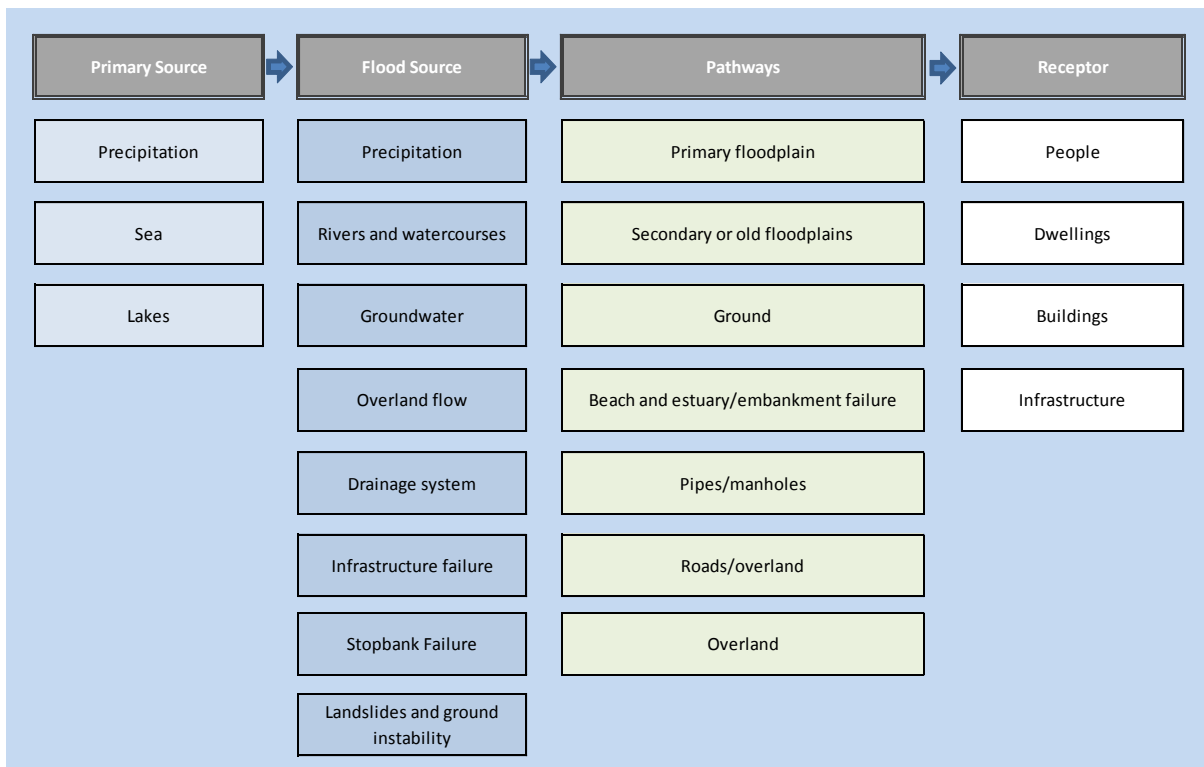 Primary Source
Flood Source
Pathways
Receptor
Precipitation
Precipitation
Primary floodplain
People
Sea
Rivers and watercourses
Secondary or old floodplains
Dwellings
Lakes
Groundwater
Ground
Buildings
Overland flow
Beach and estuary/embankment failure
Infrastructure
Drainage system
Pipes/manholes
Infrastructure failure
Roads/overland
Stopbank Failure
Overland
Landslides and ground
instability